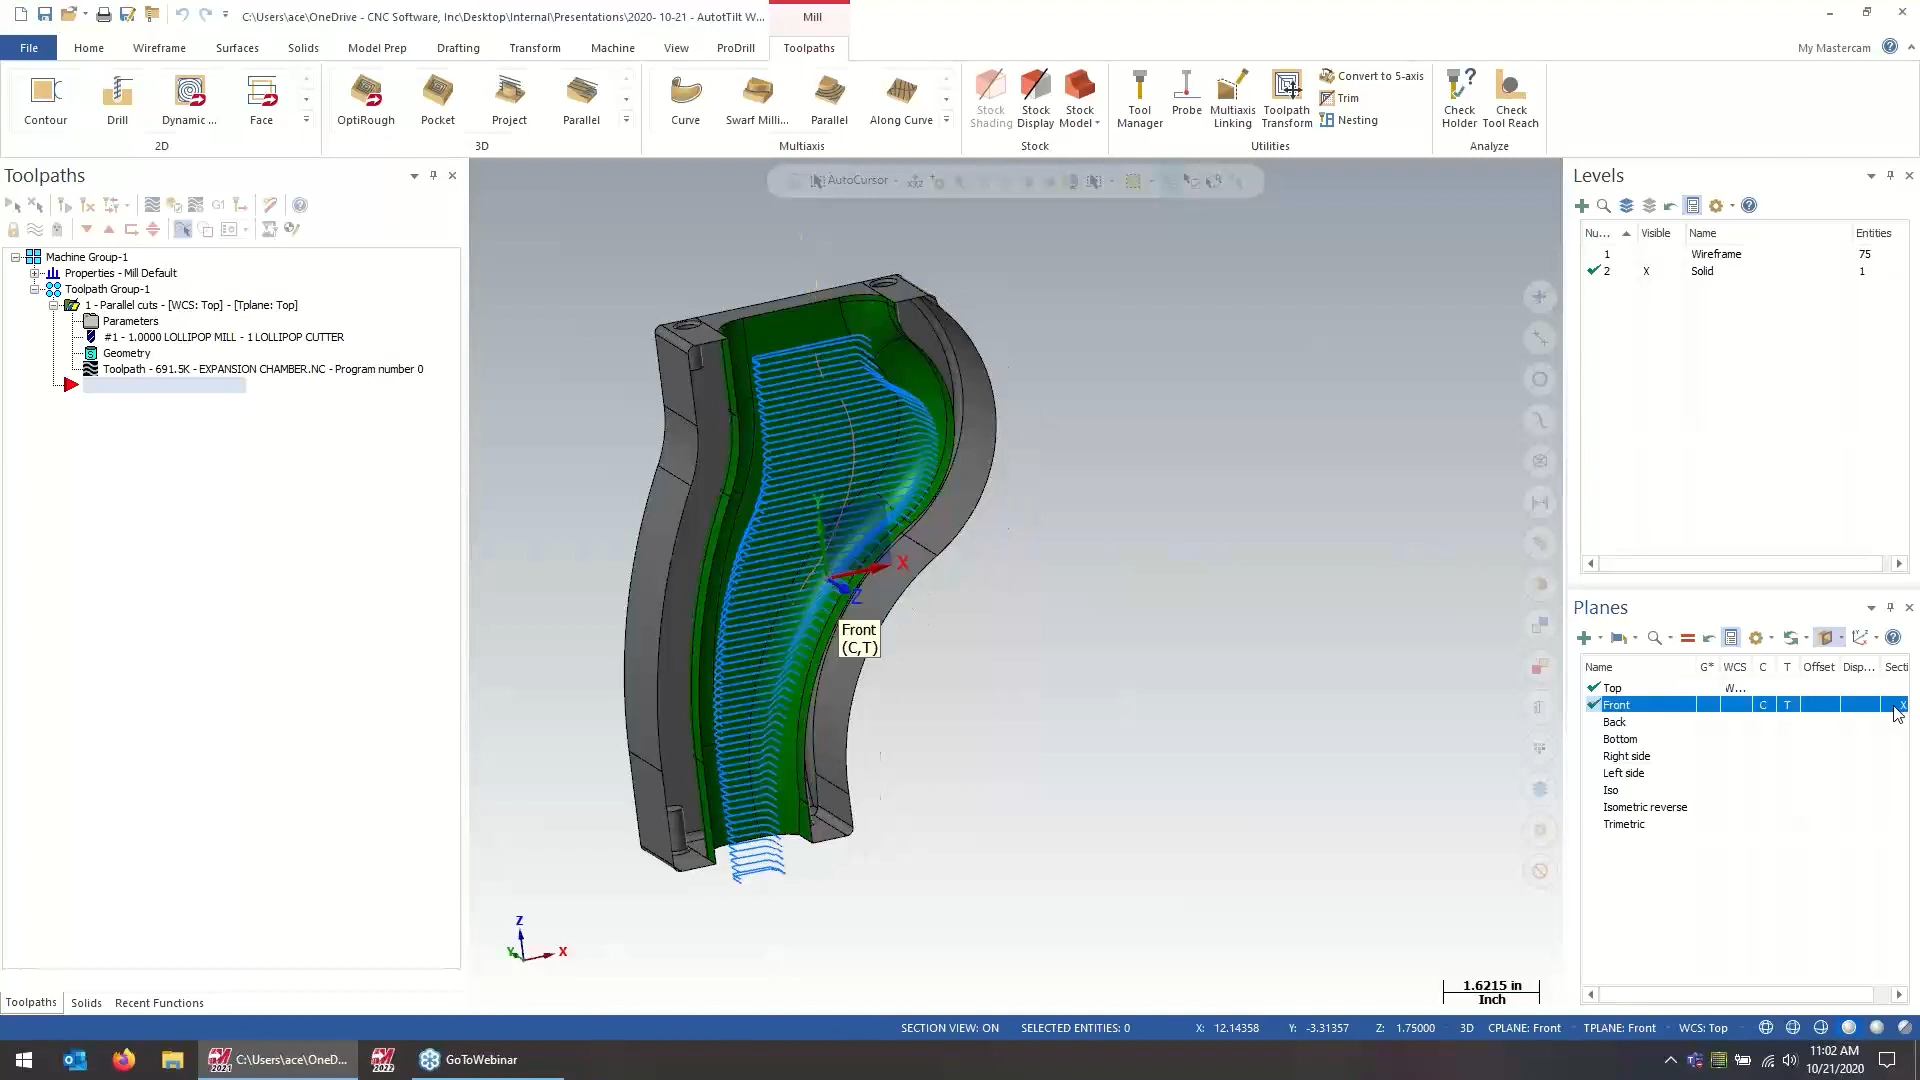 C:\Users\ace\OneDrive - CNC Software, Inc\Desktop\Internal\Presentations\2020- 10-21 - AutotTilt W...
Mill
File Home Wireframe Surfaces Solids Model Prep Drafting Transform Machine View ProDrill Toolpaths My Mastercam
Contour Drill Dynamic ... Face
2D
OptiRough Pocket Project Parallel
3D
Curve Swarf Milli... Parallel Along Curve
Multiaxis
Stock Shading Stock Display Stock Model
Stock
Tool Manager Probe Multiaxis Linking Toolpath Transform
Convert to 5-axis
Trim
Nesting
Utilities
Check Holder Check Tool Reach
Analyze
Toolpaths
G1
Machine Group-1
Properties - Mill Default
Toolpath Group-1
1 - Parallel cuts - [WCS: Top] - [Tplane: Top]
Parameters
#1 - 1.0000 LOLLIPOP MILL - 1 LOLLIPOP CUTTER
Geometry
Toolpath - 691.5K - EXPANSION CHAMBER.NC - Program number 0
Toolpaths Solids Recent Functions
AutoCursor
Y
X
Z
Front
(C,T)
Z
Y X
1.6215 in
Inch
Levels
Nu... Visible Name Entities
1 Wireframe 75
2 X Solid 1
Planes
Name G* WCS C T Offset Disp... Secti
Top W...
Front C T X
Back
Bottom
Right side
Left side
Iso
Isometric reverse
Trimetric
SECTION VIEW: ON SELECTED ENTITIES: 0 X: 12.14358 Y: -3.31357 Z: 1.75000 3D CPLANE: Front TPLANE: Front WCS: Top
2021 C:\Users\ace\OneD... 2022 GoToWebinar
11:02 AM
10/21/2020